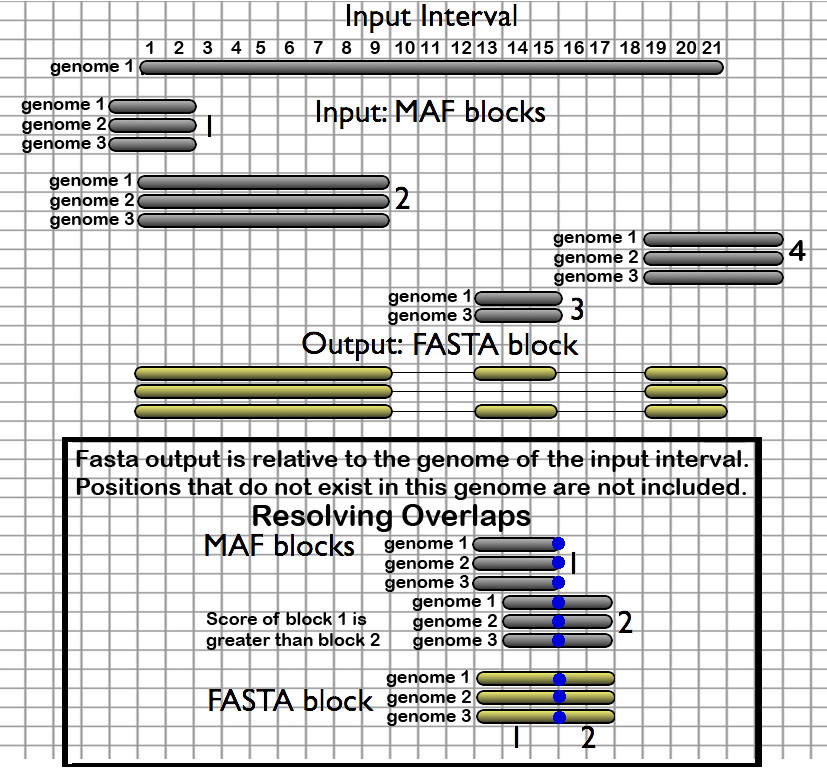 Input Interval
1 2 3 4 5 6 7 8 9 10 11 12 13 14 15 16 17 18 19 20 21
genome 1
genome 1
genome 2
genome 3
1
Input: MAF blocks
genome 1
genome 2
genome 3
2
genome 1
genome 2
genome 3
4
genome 1
genome 3
3
Output: FASTA block
Fasta output is relative to the genome of the input interval.
Positions that do not exist in this genome are not included.
Resolving Overlaps
MAF blocks
genome 1
genome 2
genome 3
1
genome 1
genome 2
genome 3
2
Score of block 1 is
greater than block 2
FASTA block
genome 1
genome 2
genome 3
1 2